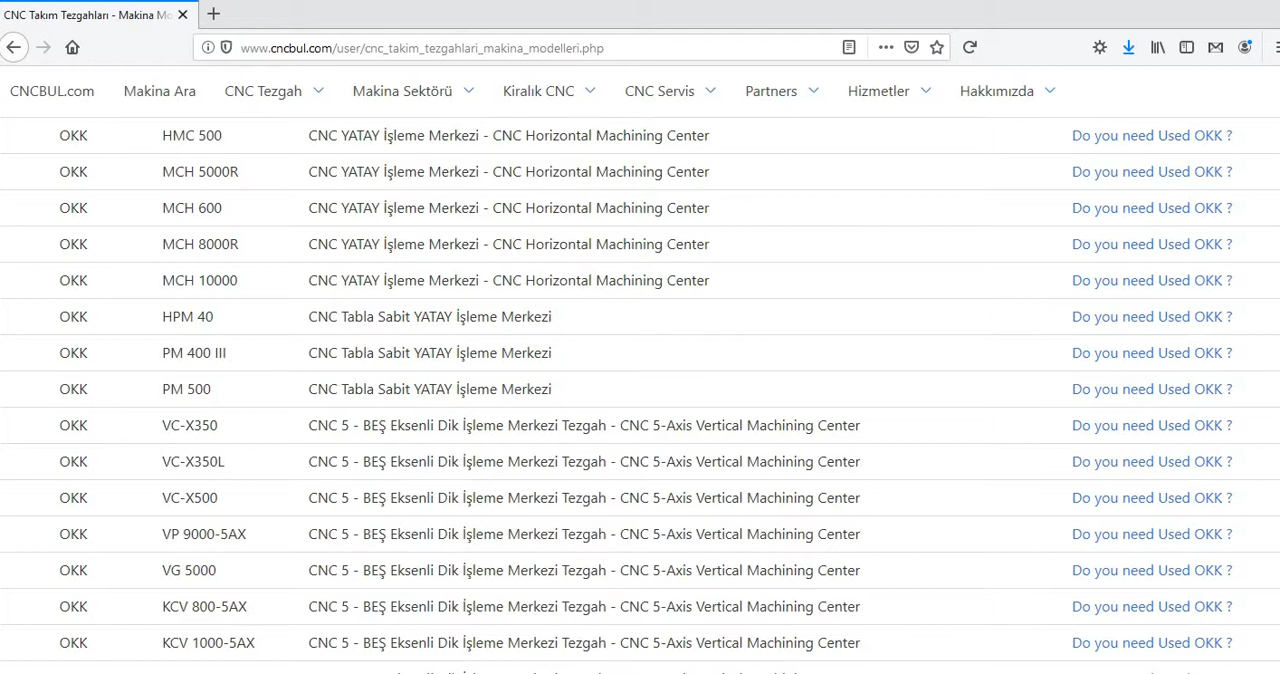 CNC Takım Tezgahları - Makina Mo
www.cncbul.com/user/cnc_takim_tezgahlari_makina_modelleri.php
CNCBUL.com Makina Ara CNC Tezgah Makina Sektörü Kiralık CNC CNC Servis Partners Hizmetler Hakkımızda
OKK HMC 500 CNC YATAY İşleme Merkezi - CNC Horizontal Machining Center Do you need Used OKK ?
OKK MCH 5000R CNC YATAY İşleme Merkezi - CNC Horizontal Machining Center Do you need Used OKK ?
OKK MCH 600 CNC YATAY İşleme Merkezi - CNC Horizontal Machining Center Do you need Used OKK ?
OKK MCH 8000R CNC YATAY İşleme Merkezi - CNC Horizontal Machining Center Do you need Used OKK ?
OKK MCH 10000 CNC YATAY İşleme Merkezi - CNC Horizontal Machining Center Do you need Used OKK ?
OKK HPM 40 CNC Tabla Sabit YATAY İşleme Merkezi Do you need Used OKK ?
OKK PM 400 III CNC Tabla Sabit YATAY İşleme Merkezi Do you need Used OKK ?
OKK PM 500 CNC Tabla Sabit YATAY İşleme Merkezi Do you need Used OKK ?
OKK VC-X350 CNC 5 - BEŞ Eksenli Dik İşleme Merkezi Tezgah - CNC 5-Axis Vertical Machining Center Do you need Used OKK ?
OKK VC-X350L CNC 5 - BEŞ Eksenli Dik İşleme Merkezi Tezgah - CNC 5-Axis Vertical Machining Center Do you need Used OKK ?
OKK VC-X500 CNC 5 - BEŞ Eksenli Dik İşleme Merkezi Tezgah - CNC 5-Axis Vertical Machining Center Do you need Used OKK ?
OKK VP 9000-5AX CNC 5 - BEŞ Eksenli Dik İşleme Merkezi Tezgah - CNC 5-Axis Vertical Machining Center Do you need Used OKK ?
OKK VG 5000 CNC 5 - BEŞ Eksenli Dik İşleme Merkezi Tezgah - CNC 5-Axis Vertical Machining Center Do you need Used OKK ?
OKK KCV 800-5AX CNC 5 - BEŞ Eksenli Dik İşleme Merkezi Tezgah - CNC 5-Axis Vertical Machining Center Do you need Used OKK ?
OKK KCV 1000-5AX CNC 5 - BEŞ Eksenli Dik İşleme Merkezi Tezgah - CNC 5-Axis Vertical Machining Center Do you need Used OKK ?